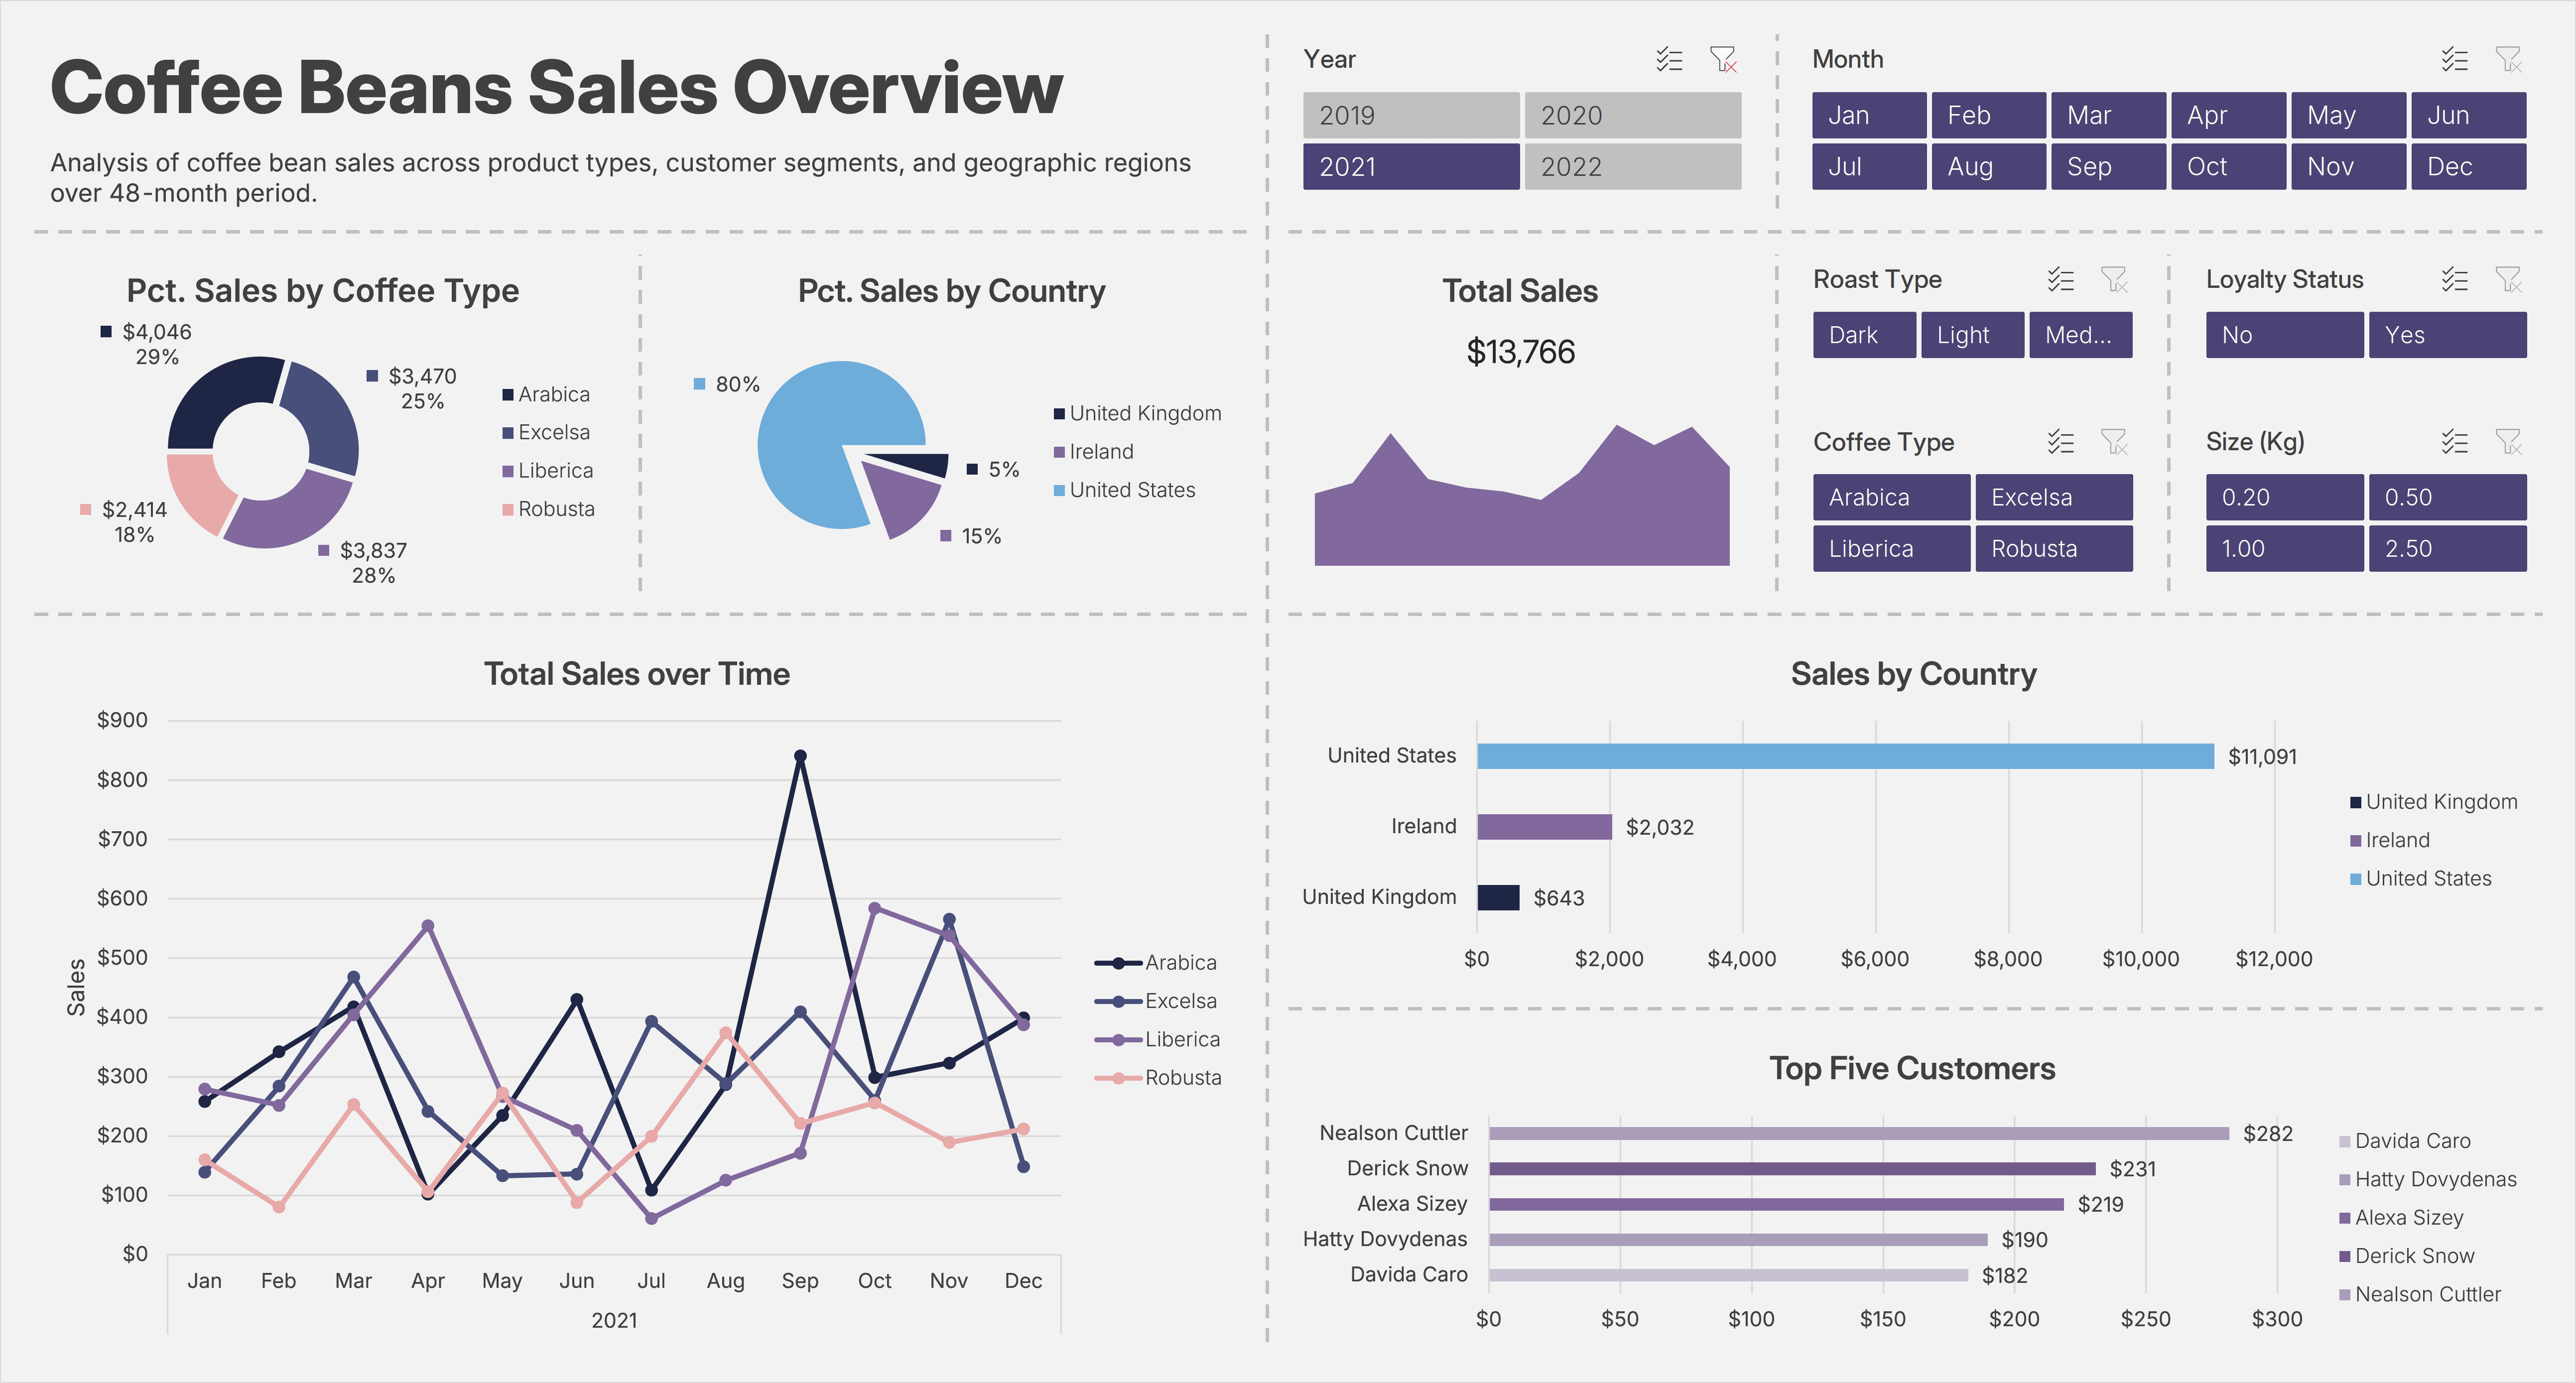 Coffee Beans Sales Overview
Analysis of coffee bean sales across product types, customer segments, and geographic regions
over 48-month period.
Year
2019
2020
2021
2022
Month
Jan
Feb
Mar
Apr
May
Jun
Jul
Aug
Sep
Oct
Nov
Dec
Pct. Sales by Coffee Type
$4,046
29%
$3,470
25%
$2,414
18%
$3,837
28%
Arabica
Excelsa
Liberica
Robusta
Pct. Sales by Country
80%
5%
15%
United Kingdom
Ireland
United States
Total Sales
$13,766
Roast Type
Dark
Light
Med...
Loyalty Status
No
Yes
Coffee Type
Arabica
Excelsa
Liberica
Robusta
Size (Kg)
0.20
0.50
1.00
2.50
Total Sales over Time
Sales
$900
$800
$700
$600
$500
$400
$300
$200
$100
$0
Jan
Feb
Mar
Apr
May
Jun
Jul
Aug
Sep
Oct
Nov
Dec
2021
Arabica
Excelsa
Liberica
Robusta
Sales by Country
United States
$11,091
Ireland
$2,032
United Kingdom
$643
$0
$2,000
$4,000
$6,000
$8,000
$10,000
$12,000
United Kingdom
Ireland
United States
Top Five Customers
Nealson Cuttler
$282
Derick Snow
$231
Alexa Sizey
$219
Hatty Dovydenas
$190
Davida Caro
$182
$0
$50
$100
$150
$200
$250
$300
Davida Caro
Hatty Dovydenas
Alexa Sizey
Derick Snow
Nealson Cuttler